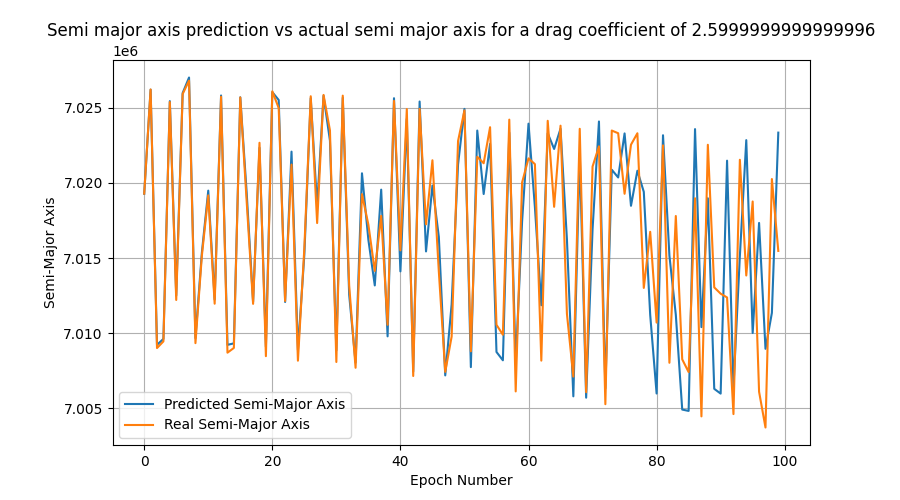 Semi major axis prediction vs actual semi major axis for a drag coefficient of 2.5999999999999996
1e6
7.025
7.020
7.015
7.010
7.005
Semi-Major Axis
Predicted Semi-Major Axis
Real Semi-Major Axis
0 20 40 60 80 100
Epoch Number